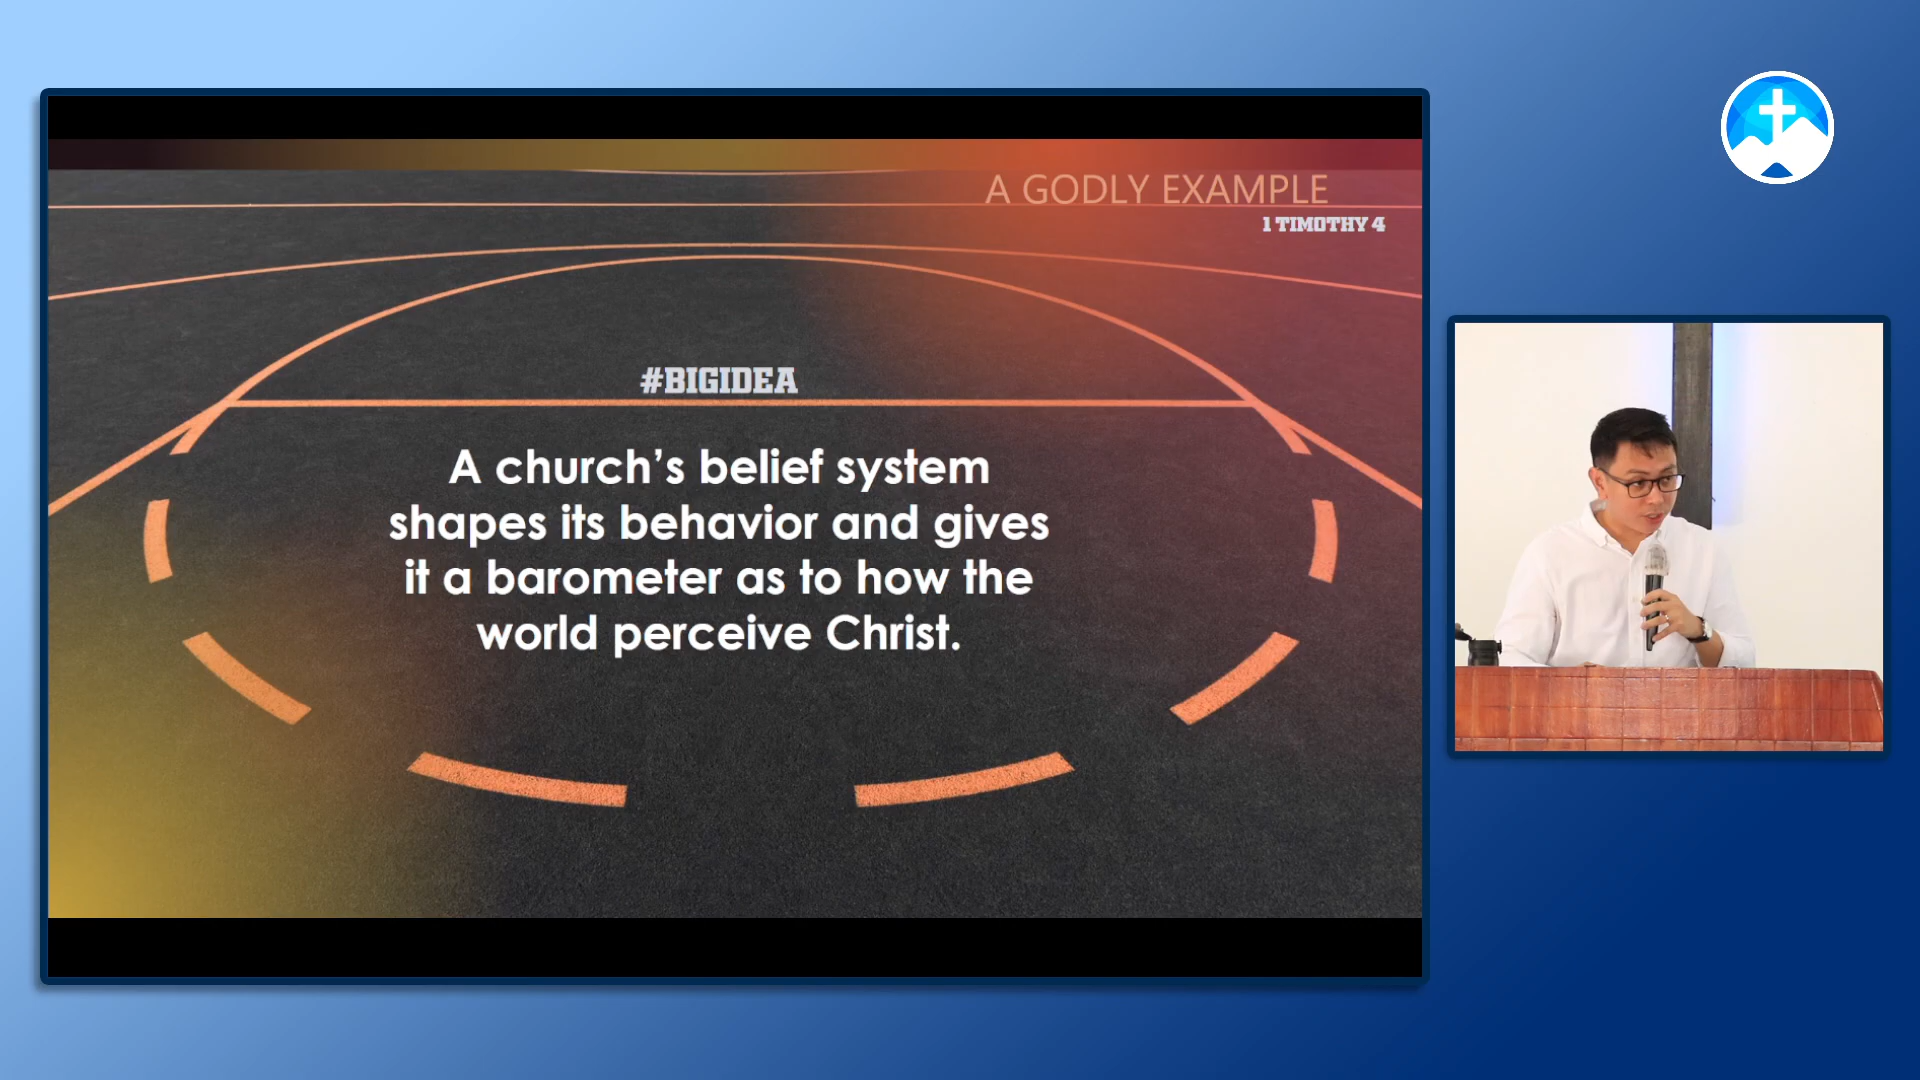 A GODLY EXAMPLE
1 TIMOTHY 4
#BIGIDEA
A church’s belief system
shapes its behavior and gives
it a barometer as to how the
world perceive Christ.